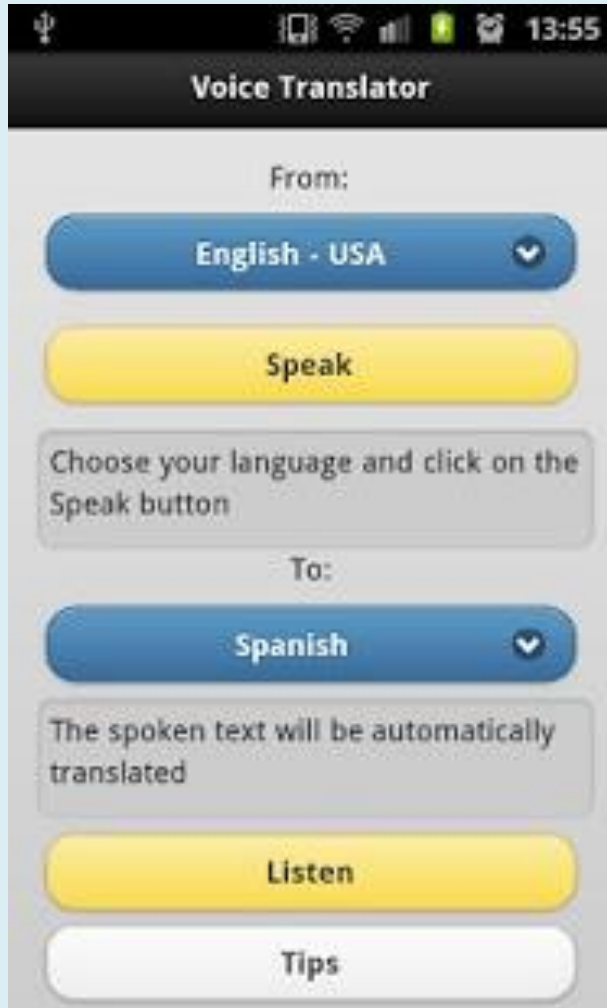 13:55
Voice Translator
From:
English - USA
Speak
Choose your language and click on the
Speak button
To:
Spanish
The spoken text will be automatically
translated
Listen
Tips